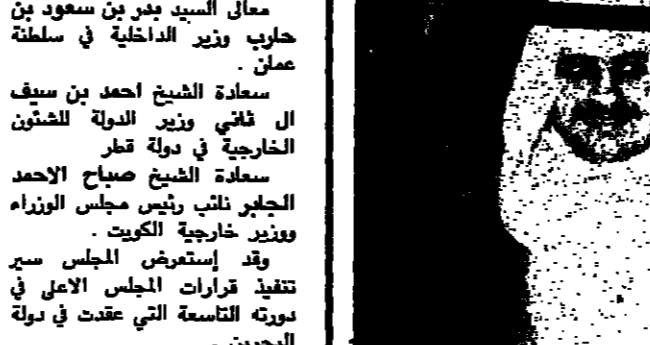 معالى السيد بدر بن سعود بن
حارب وزير الداخلية في سلطنة
عمان .
سعادة الشيخ احمد بن سيف
ال ثاني وزير الدولة للشئون
الخارجية في دولة قطر
سعادة الشيخ صباح الاحمد
الجابر نائب رئيس مجلس الوزراء
ووزير خارجية الكويت .
وقد إستعرض المجلس سير
تنفيذ قرارات المجلس الاعلى في
دورته التاسعة التي عقدت في دولة
البحرين .